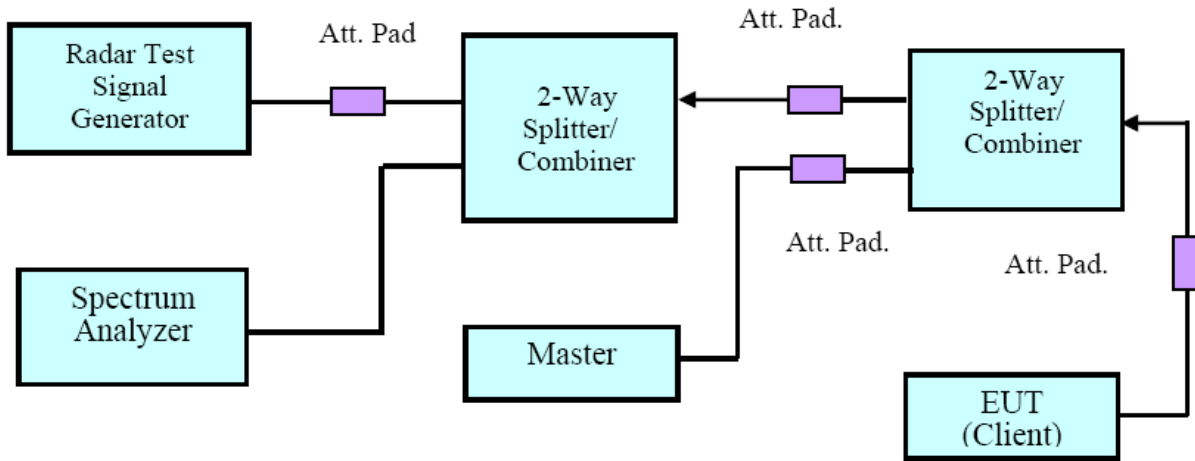 Radar Test
Signal
Generator
Att. Pad
2-Way
Splitter/
Combiner
Att. Pad.
2-Way
Splitter/
Combiner
Att. Pad.
Att. Pad.
Spectrum
Analyzer
Master
EUT
(Client)